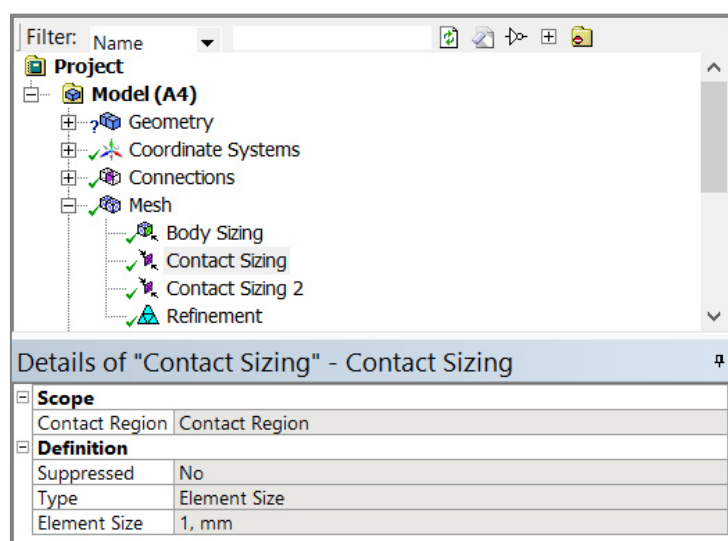 Filter: Name
Project
Model (A4)
Geometry
Coordinate Systems
Connections
Mesh
Body Sizing
Contact Sizing
Contact Sizing 2
Refinement
Details of "Contact Sizing" - Contact Sizing
Scope
Contact Region Contact Region
Definition
Suppressed No
Type Element Size
Element Size 1, mm